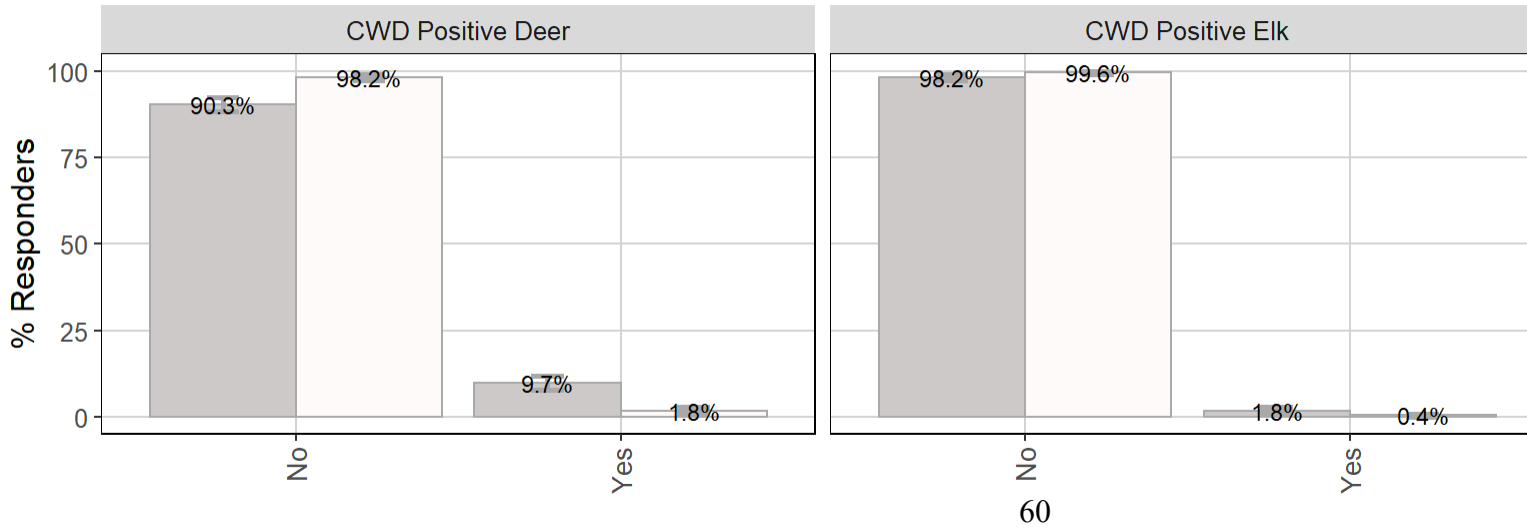 CWD Positive Deer CWD Positive Elk
% Responders
100
75
50
25
0
90.3% 98.2% 9.7% 1.8%
98.2% 99.6% 1.8% 0.4%
No Yes No Yes
60